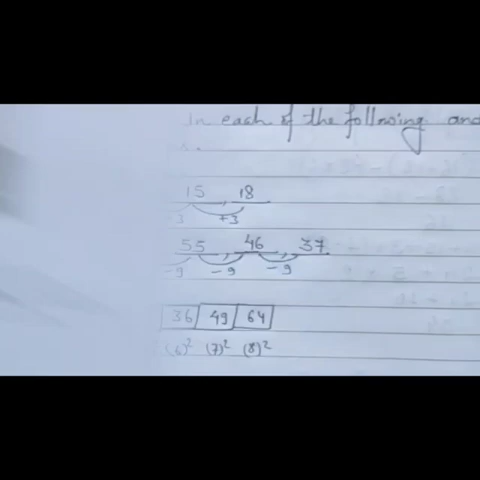 in each of the following and
s.
15, 18
+3 +3
55, 46, 37
-9 -9 -9
36 49 64
(6)² (7)² (8)²